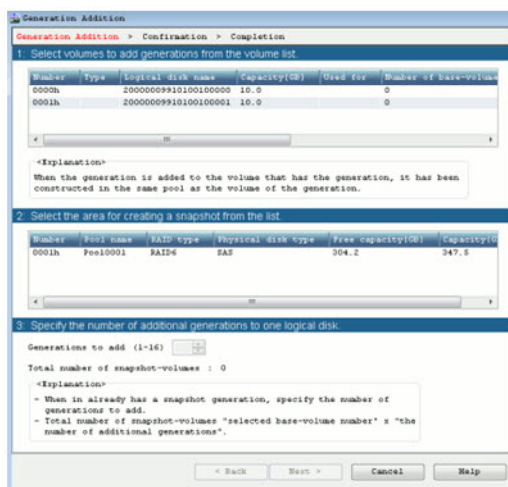 Generation Addition
Generation Addition > Confirmation > Completion
1: Select volumes to add generations from the volume list.
Number Type Logical disk name Capacity[GB] Used for Number of base-volume
0000h 20000009910100100000 10.0 0
0001h 20000009910100100001 10.0 0
<Explanation>
When the generation is added to the volume that has the generation, it has been
constructed in the same pool as the volume of the generation.
2: Select the area for creating a snapshot from the list.
Number Pool name RAID type Physical disk type Free capacity[GB] Capacity[G
0001h Pool0001 RAID6 SAS 304.2 347.5
3: Specify the number of additional generations to one logical disk.
Generations to add (1-16)
Total number of snapshot-volumes : 0
<Explanation>
- When in already has a snapshot generation, specify the number of
generations to add.
- Total number of snapshot-volumes "selected base-volume number" x "the
number of additional generations".
< Back Next > Cancel Help